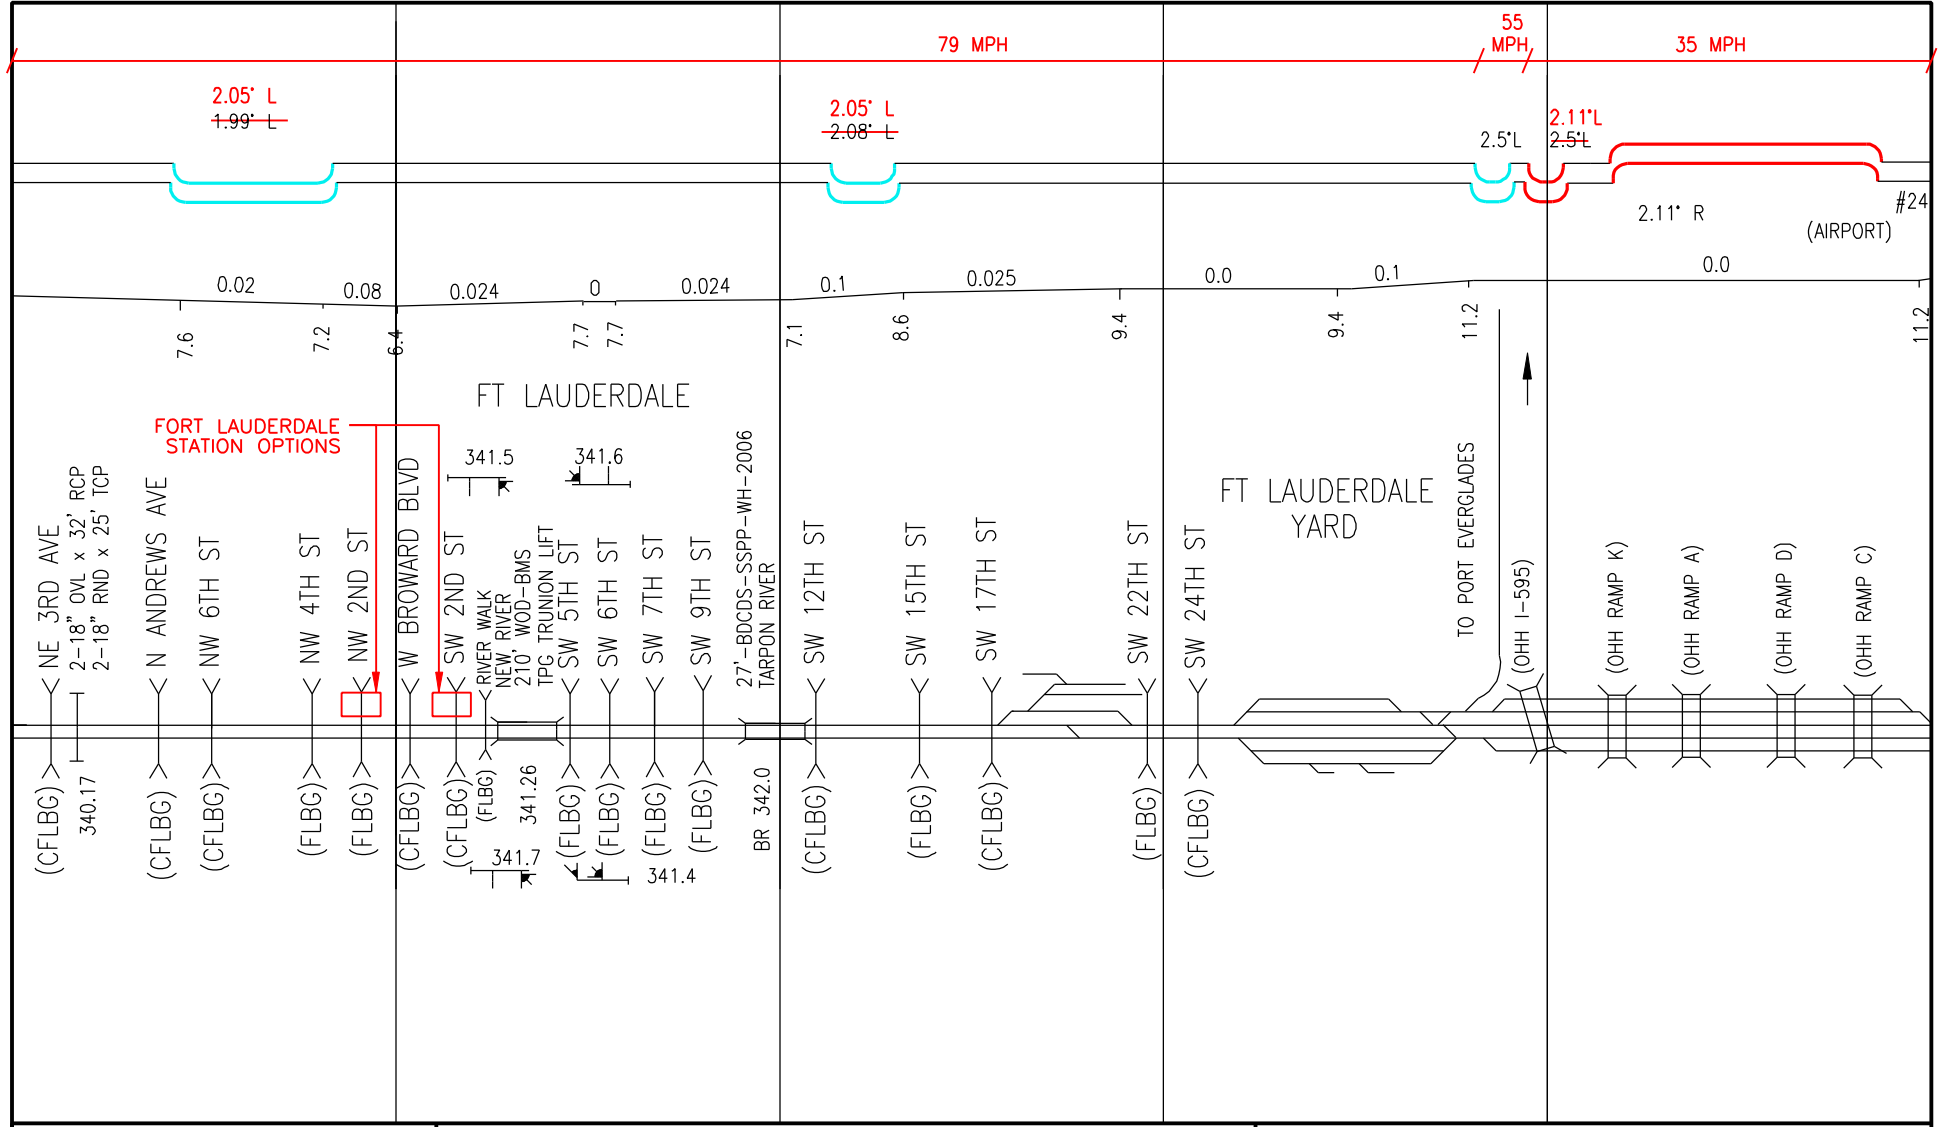 79 MPH
55
MPH
35 MPH
2.05° L
1.99° L
2.05° L
2.08° L
2.5°L
2.11°L
2.5°L
2.11° R
#24
(AIRPORT)
0.02
0.08
0.024
0
0.024
0.1
0.025
0.0
0.1
0.0
7.6
7.2
6.4
7.7
7.7
7.1
8.6
9.4
9.4
11.2
11.2
FT LAUDERDALE
FORT LAUDERDALE
STATION OPTIONS
341.5
341.6
FT LAUDERDALE
YARD
NE 3RD AVE
2-18" OVL x 32' RCP
2-18" RND x 25' TCP
N ANDREWS AVE
NW 6TH ST
NW 4TH ST
NW 2ND ST
W BROWARD BLVD
SW 2ND ST
RIVER WALK
NEW RIVER
210' WOD-BMS
TPG TRUNION LIFT
SW 5TH ST
SW 6TH ST
SW 7TH ST
SW 9TH ST
27'-BDCDS-SSPP-WH-2006
TARPON RIVER
SW 12TH ST
SW 15TH ST
SW 17TH ST
SW 22TH ST
SW 24TH ST
TO PORT EVERGLADES
(OHH I-595)
(OHH RAMP K)
(OHH RAMP A)
(OHH RAMP D)
(OHH RAMP C)
(CFLBG)
340.17
(CFLBG)
(CFLBG)
(FLBG)
(FLBG)
(CFLBG)
(CFLBG)
(FLBG)
341.26
(FLBG)
(FLBG)
(FLBG)
(FLBG)
BR 342.0
(CFLBG)
(FLBG)
(CFLBG)
(FLBG)
(CFLBG)
341.7
341.4